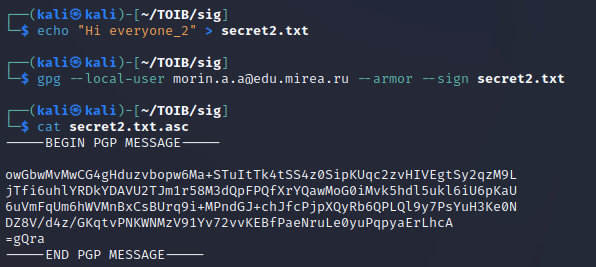 ┌──(kali㉿kali)-[~/TOIB/sig]
└─$ echo "Hi everyone_2" > secret2.txt
┌──(kali㉿kali)-[~/TOIB/sig]
└─$ gpg --local-user morin.a.a@edu.mirea.ru --armor --sign secret2.txt
┌──(kali㉿kali)-[~/TOIB/sig]
└─$ cat secret2.txt.asc
-----BEGIN PGP MESSAGE-----
owGbwMvMwCG4gHduzvbopw6Ma+STuItTk4tSS4z0SipKUqc2zvHIVEgtSy2qzM9L
jTfi6uhlYRDkYDAVU2TJm1r58M3dQpFPQfXrYQawMoG0iMvk5hdl5ukl6iU6pKaU
6uVmFqUm6hWVMnBxCsBUrq9i+MPndGJ+chJfcPjpXQyRb6QPLQl9y7PsYuH3Ke0N
DZ8V/d4z/GKqtvPNKWNMzV91Yv72vvKEBfPaeNruLe0yuPqpyaErLhcA
=gQra
-----END PGP MESSAGE-----